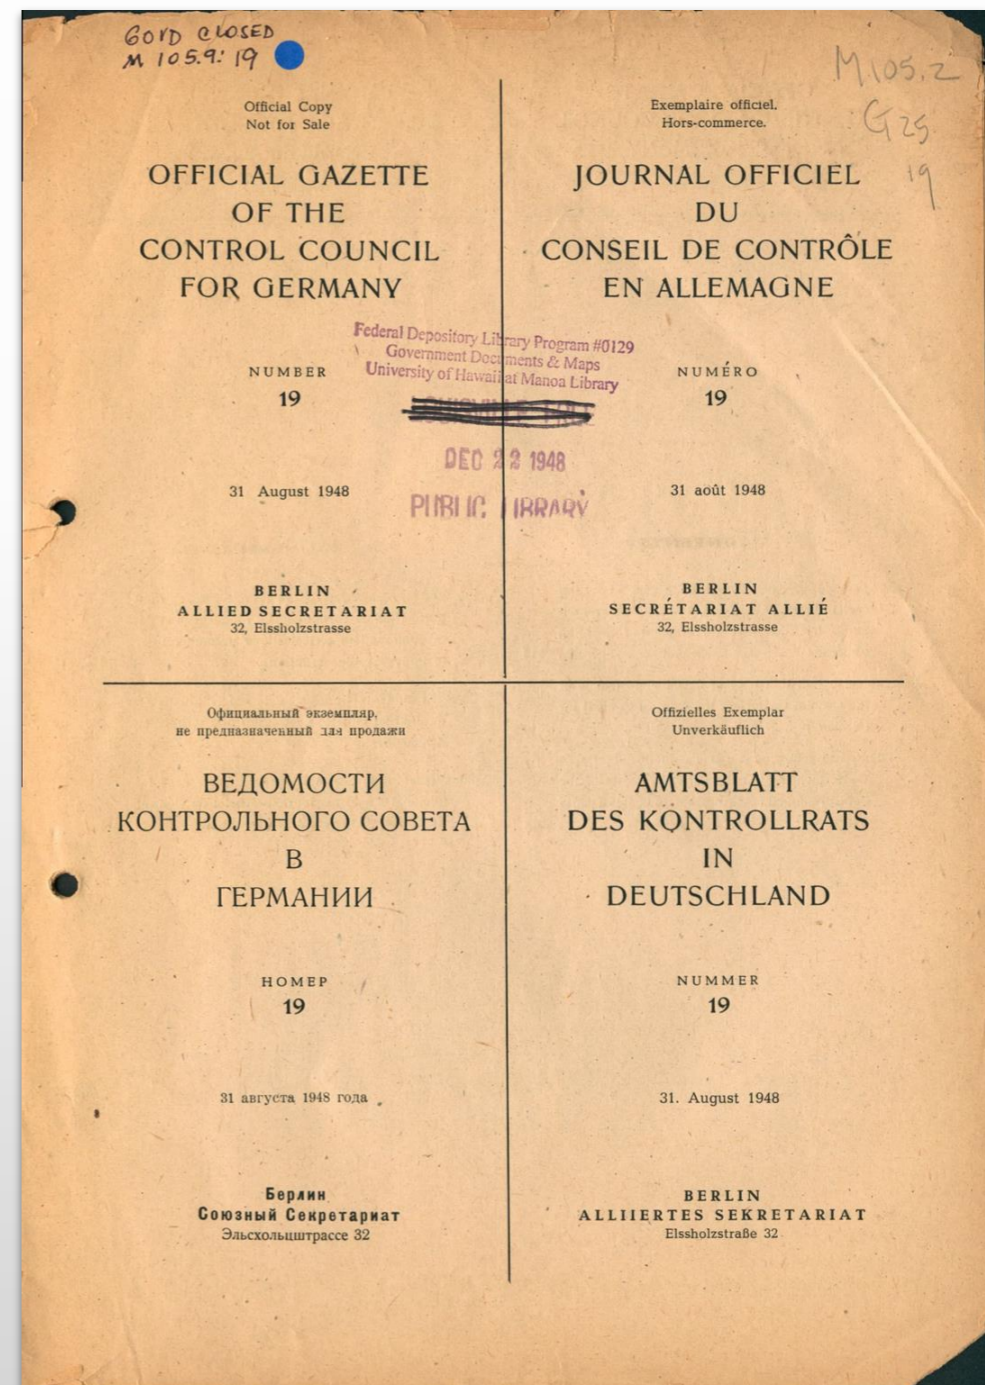 GOVD CLOSED
M 105.9: 19
M105.2
G25
19
Official Copy
Not for Sale
OFFICIAL GAZETTE
OF THE
CONTROL COUNCIL
FOR GERMANY
NUMBER
19
31 August 1948
BERLIN
ALLIED SECRETARIAT
32, Elssholzstrasse
Exemplaire officiel.
Hors-commerce.
JOURNAL OFFICIEL
DU
CONSEIL DE CONTRÔLE
EN ALLEMAGNE
NUMÉRO
19
31 août 1948
BERLIN
SECRÉTARIAT ALLIÉ
32, Elssholzstrasse
Federal Depository Library Program #0129
Government Documents & Maps
University of Hawaii at Manoa Library
DEC 22 1948
PUBLIC LIBRARY
Официальный экземпляр,
не предназначенный для продажи
ВЕДОМОСТИ
КОНТРОЛЬНОГО СОВЕТА
В
ГЕРМАНИИ
НОМЕР
19
31 августа 1948 года
Берлин
Союзный Секретариат
Эльсхольцштрассе 32
Offizielles Exemplar
Unverkäuflich
AMTSBLATT
DES KONTROLLRATS
IN
DEUTSCHLAND
NUMMER
19
31. August 1948
BERLIN
ALLIIERTES SEKRETARIAT
Elssholzstraße 32